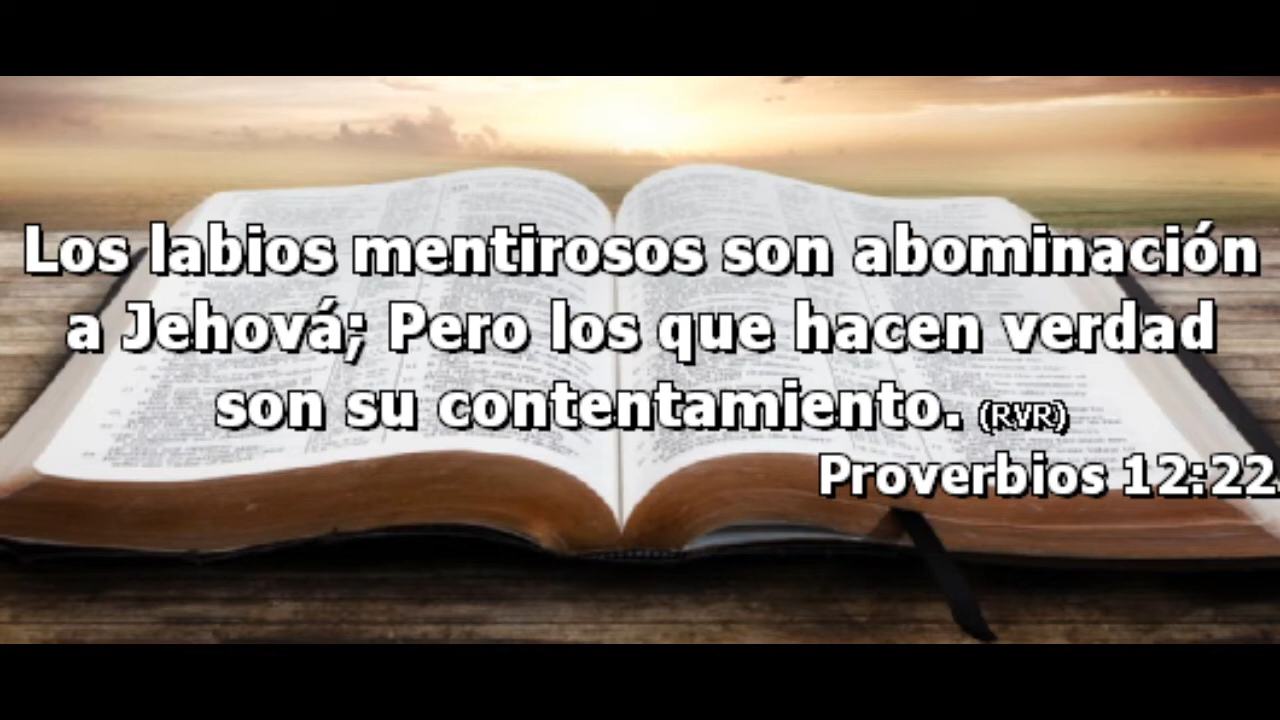 Los labios mentirosos son abominación
a Jehová; Pero los que hacen verdad
son su contentamiento. (RVR)
Proverbios 12:22